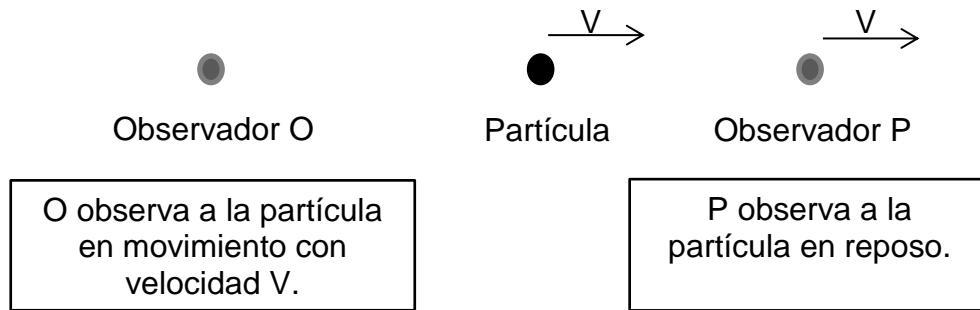 V
V
Observador O
Partícula
Observador P
O observa a la partícula
en movimiento con
velocidad V.
P observa a la
partícula en reposo.